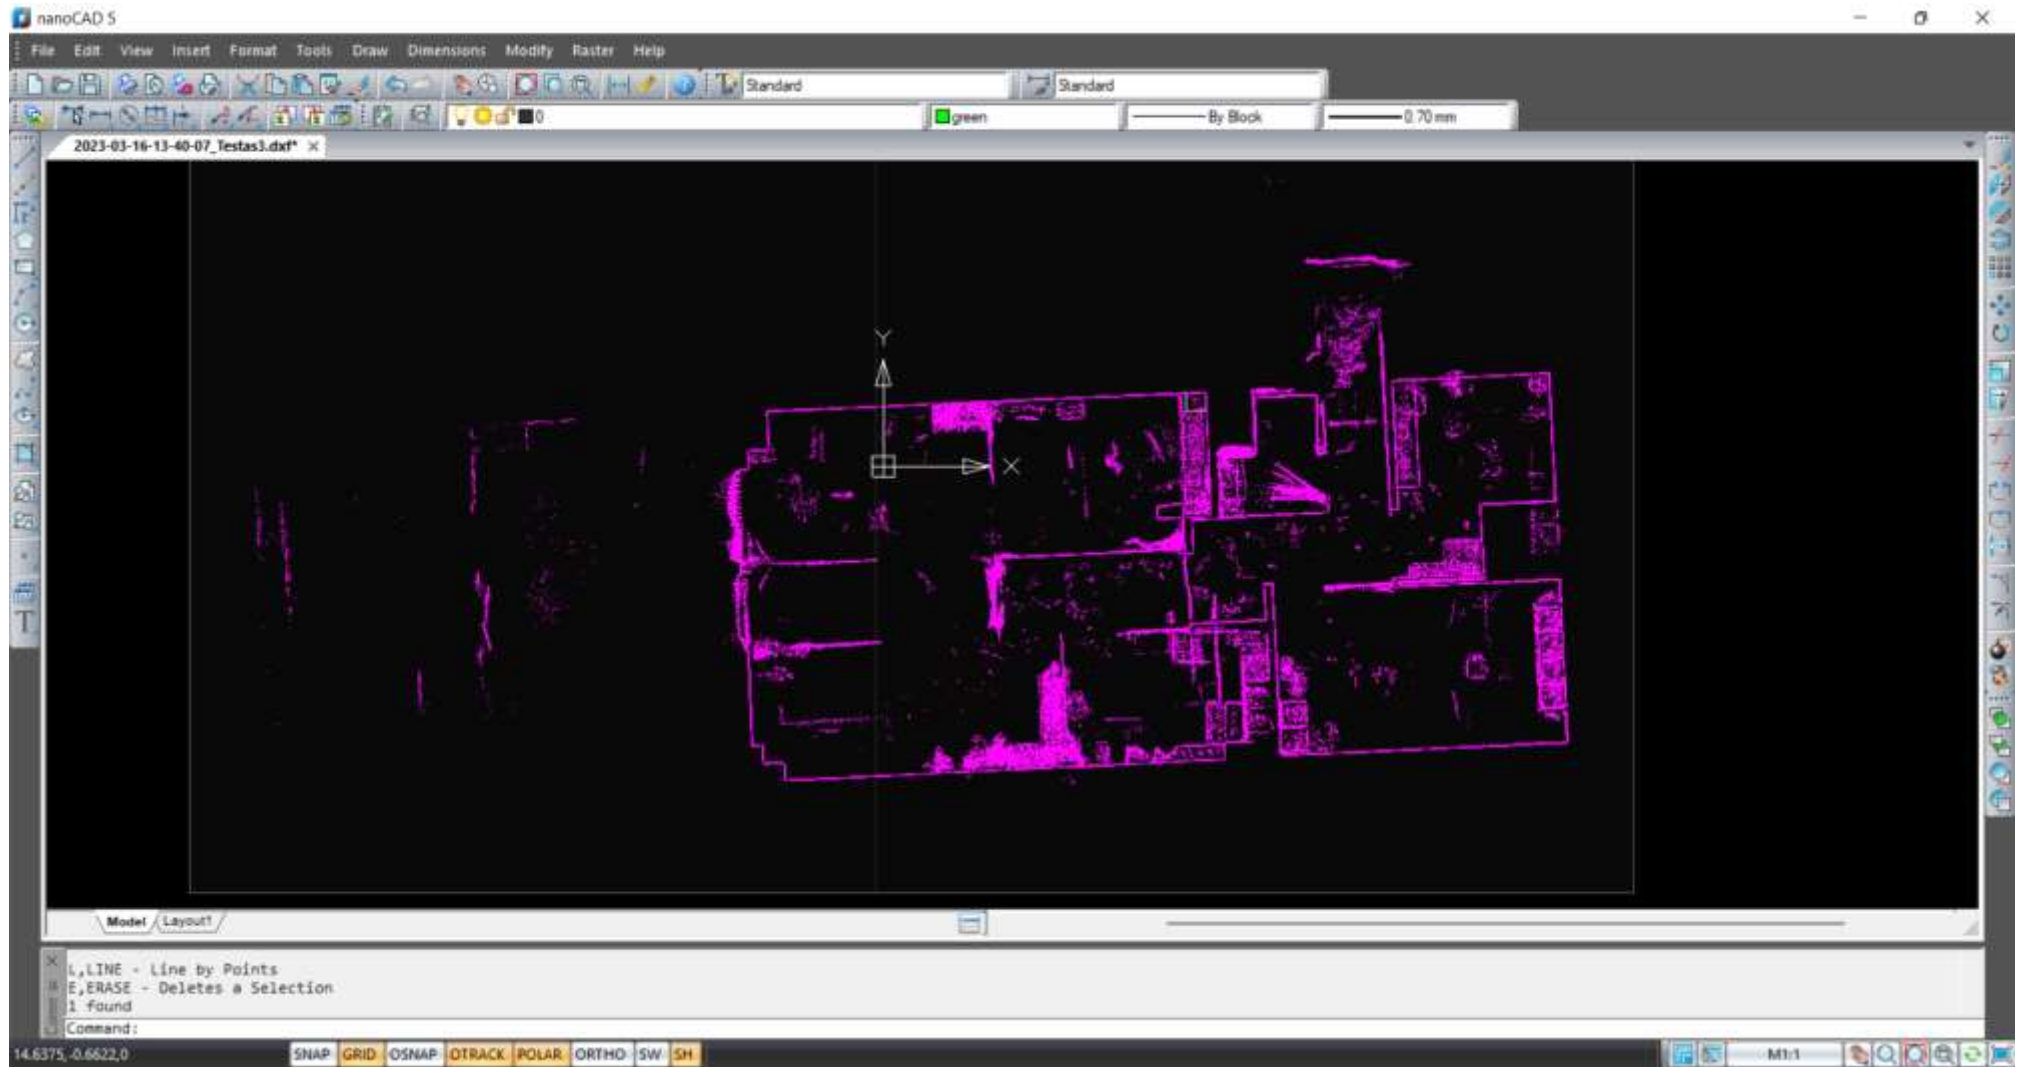 nanoCAD 5
File Edit View Insert Format Tools Draw Dimensions Modify Raster Help
Standard Standard
0 green By Block 0.70 mm
2023-03-16-13-40-07_Testas3.dxf*
Y
X
T
Model Layout1
L,LINE - Line by Points
E,ERASE - Deletes a Selection
1 found
Command:
14.6375,-0.6622,0 SNAP GRID OSNAP OTRACK POLAR ORTHO SW SH M1:1